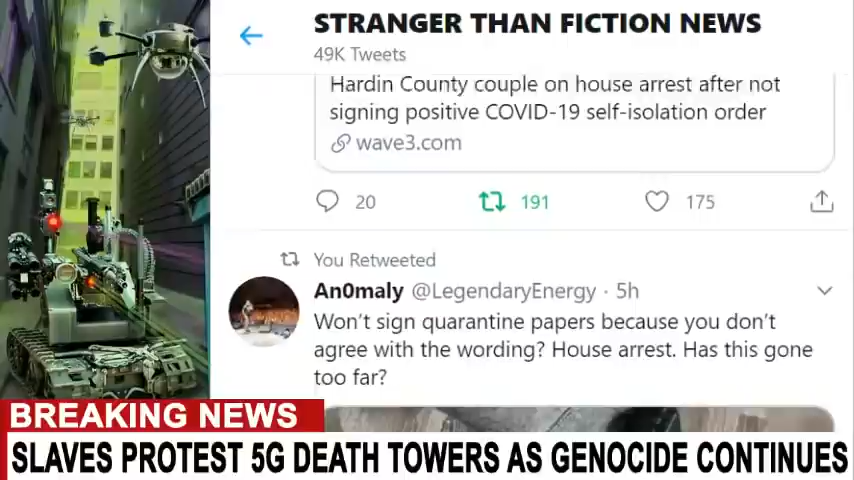 STRANGER THAN FICTION NEWS
49K Tweets
Hardin County couple on house arrest after not
signing positive COVID-19 self-isolation order
wave3.com
20 191 175
You Retweeted
An0maly @LegendaryEnergy · 5h
Won't sign quarantine papers because you don't
agree with the wording? House arrest. Has this gone
too far?
BREAKING NEWS
SLAVES PROTEST 5G DEATH TOWERS AS GENOCIDE CONTINUES